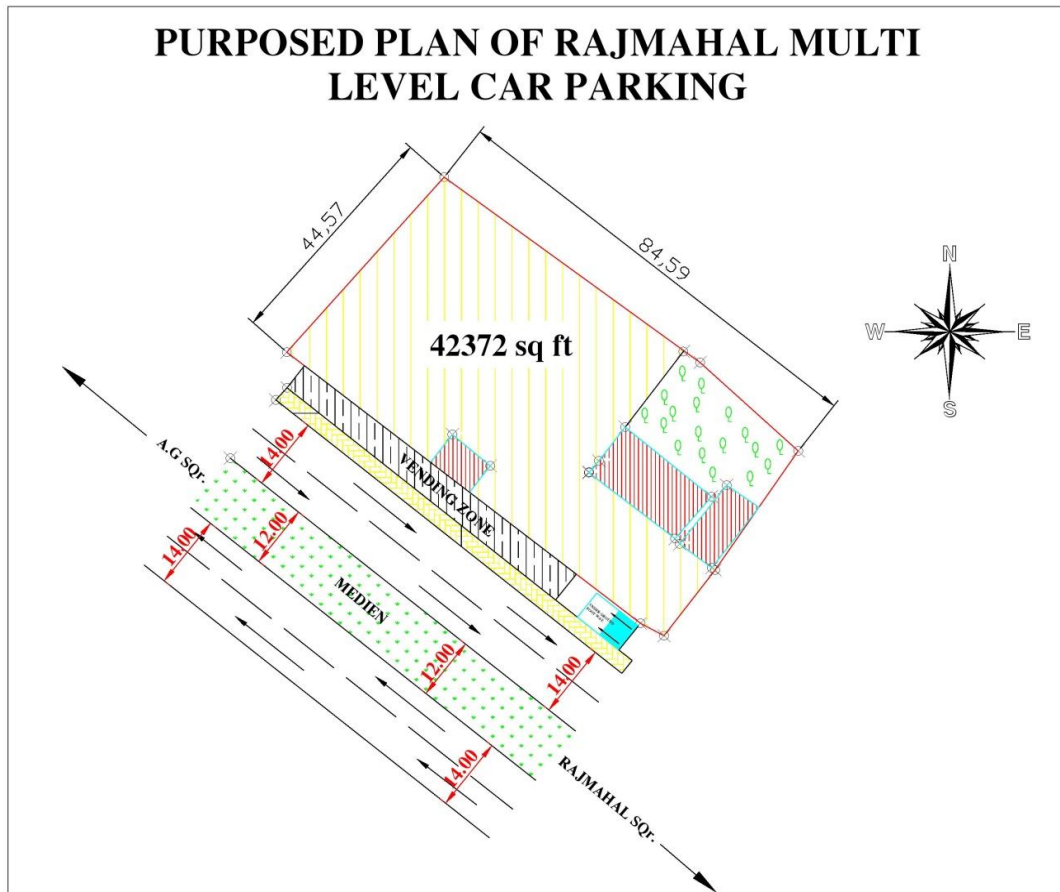 PURPOSED PLAN OF RAJMAHAL MULTI
LEVEL CAR PARKING
44,57
84,59
42372 sq ft
N
W
E
S
A.G SQr.
14.00
VENDING ZONE
12.00
14.00
MEDIEN
12.00
14.00
14.00
RAJMAHAL SQr.